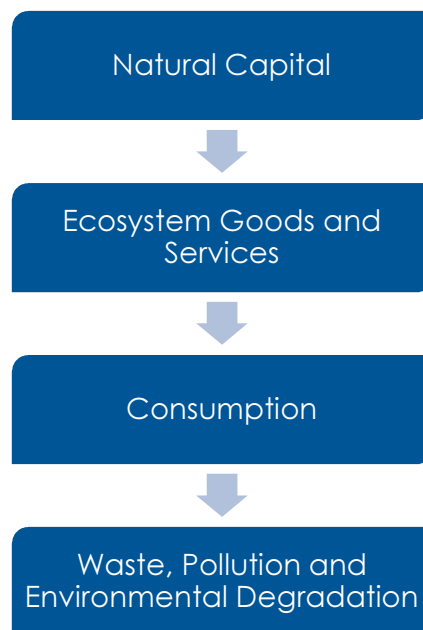 Natural Capital
Ecosystem Goods and
Services
Consumption
Waste, Pollution and
Environmental Degradation